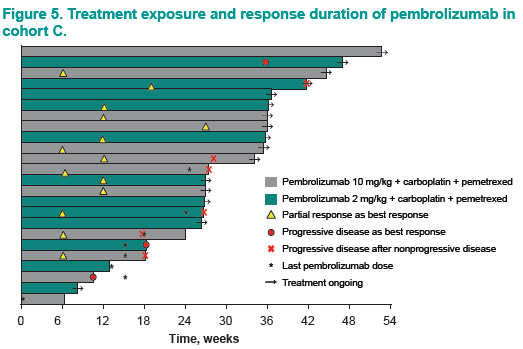 Figure 5. Treatment exposure and response duration of pembrolizumab in
cohort C.
Pembrolizumab 10 mg/kg + carboplatin + pemetrexed
Pembrolizumab 2 mg/kg + carboplatin + pemetrexed
Partial response as best response
Progressive disease as best response
Progressive disease after nonprogressive disease
Last pembrolizumab dose
Treatment ongoing
0 6 12 18 24 30 36 42 48 54
Time, weeks